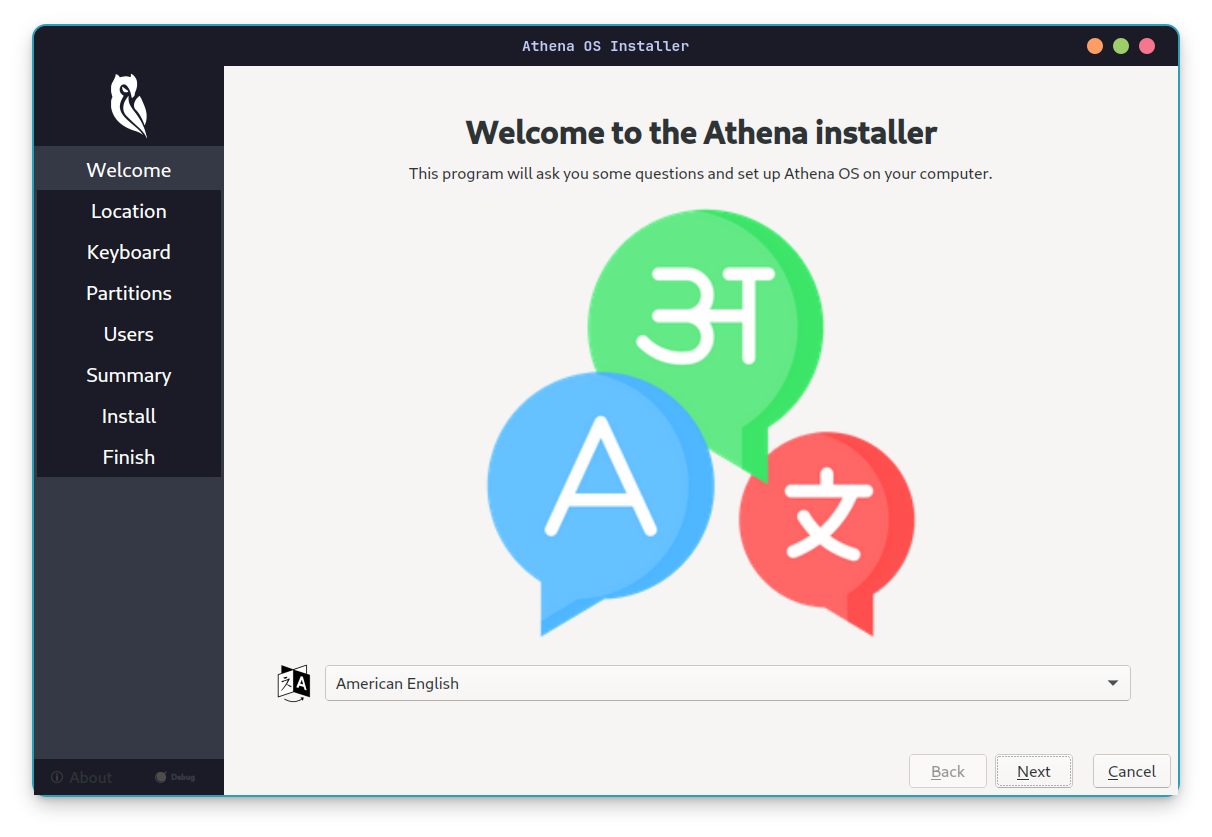 Athena OS Installer
Welcome
Location
Keyboard
Partitions
Users
Summary
Install
Finish
About
Debug
Welcome to the Athena installer
This program will ask you some questions and set up Athena OS on your computer.
अ
A
文
A
American English
Back
Next
Cancel